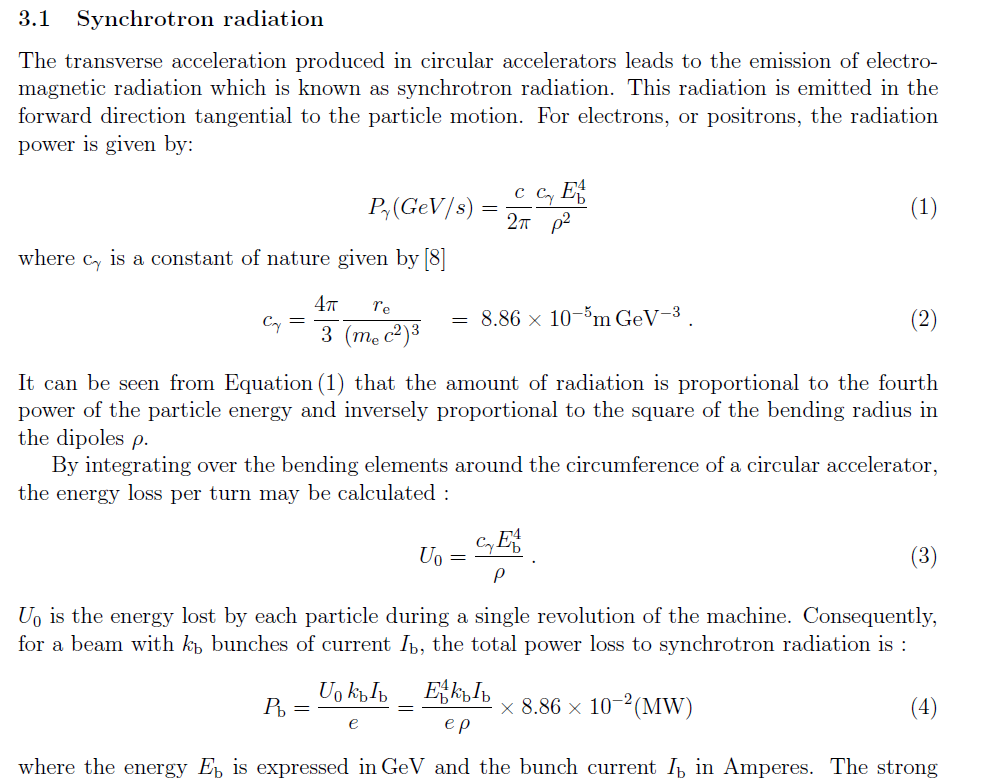 3.1 Synchrotron radiation
The transverse acceleration produced in circular accelerators leads to the emission of electro-
magnetic radiation which is known as synchrotron radiation. This radiation is emitted in the
forward direction tangential to the particle motion. For electrons, or positrons, the radiation
power is given by:
P_γ(GeV/s) = \frac{c}{2π} \frac{c_γ E_b^4}{ρ^2} (1)
where c_γ is a constant of nature given by [8]
c_γ = \frac{4π}{3} \frac{r_e}{(m_e c^2)^3} = 8.86 × 10^{-5} m GeV^{-3} . (2)
It can be seen from Equation (1) that the amount of radiation is proportional to the fourth
power of the particle energy and inversely proportional to the square of the bending radius in
the dipoles ρ.
By integrating over the bending elements around the circumference of a circular accelerator,
the energy loss per turn may be calculated :
U_0 = \frac{c_γ E_b^4}{ρ} . (3)
U_0 is the energy lost by each particle during a single revolution of the machine. Consequently,
for a beam with k_b bunches of current I_b, the total power loss to synchrotron radiation is :
P_b = \frac{U_0 k_b I_b}{e} = \frac{E_b^4 k_b I_b}{e ρ} × 8.86 × 10^{-2} (MW) (4)
where the energy E_b is expressed in GeV and the bunch current I_b in Amperes. The strong